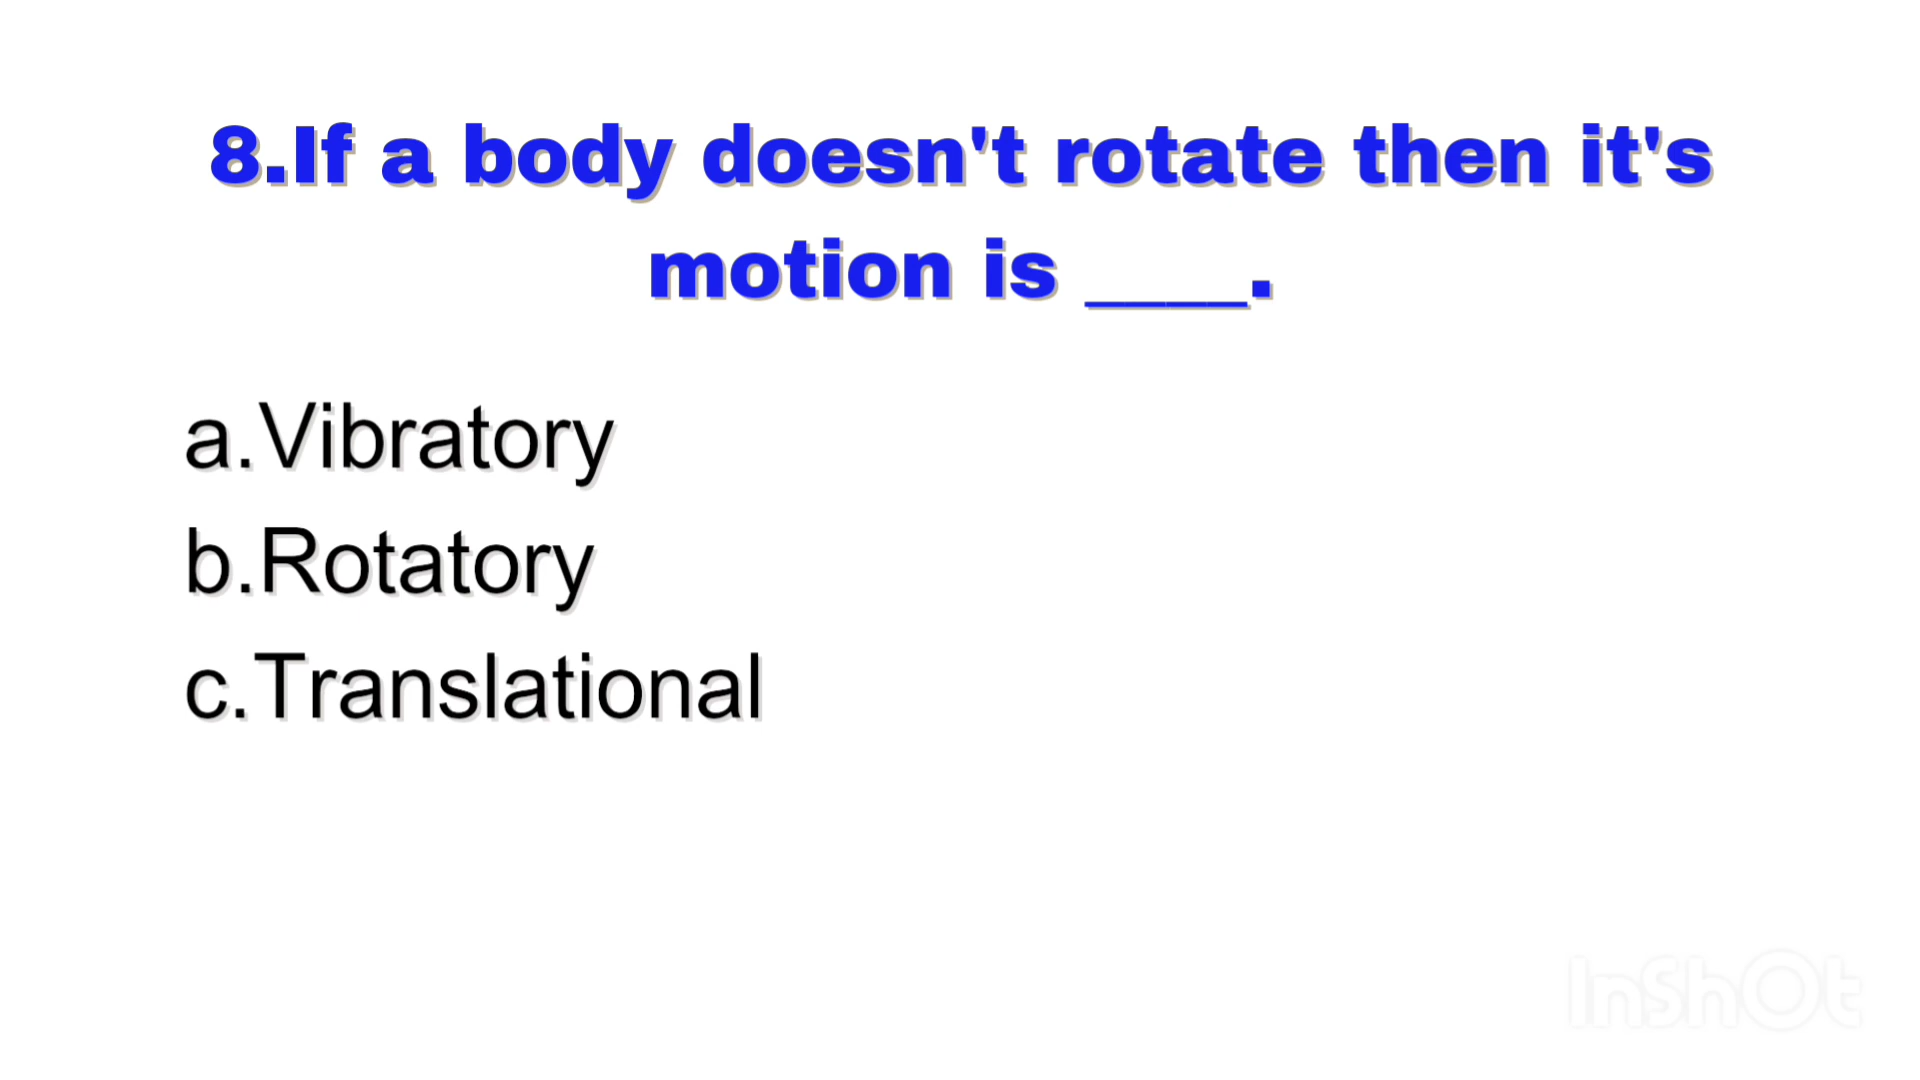 8.If a body doesn't rotate then it's
motion is ____.
a.Vibratory
b.Rotatory
c.Translational
InShOt